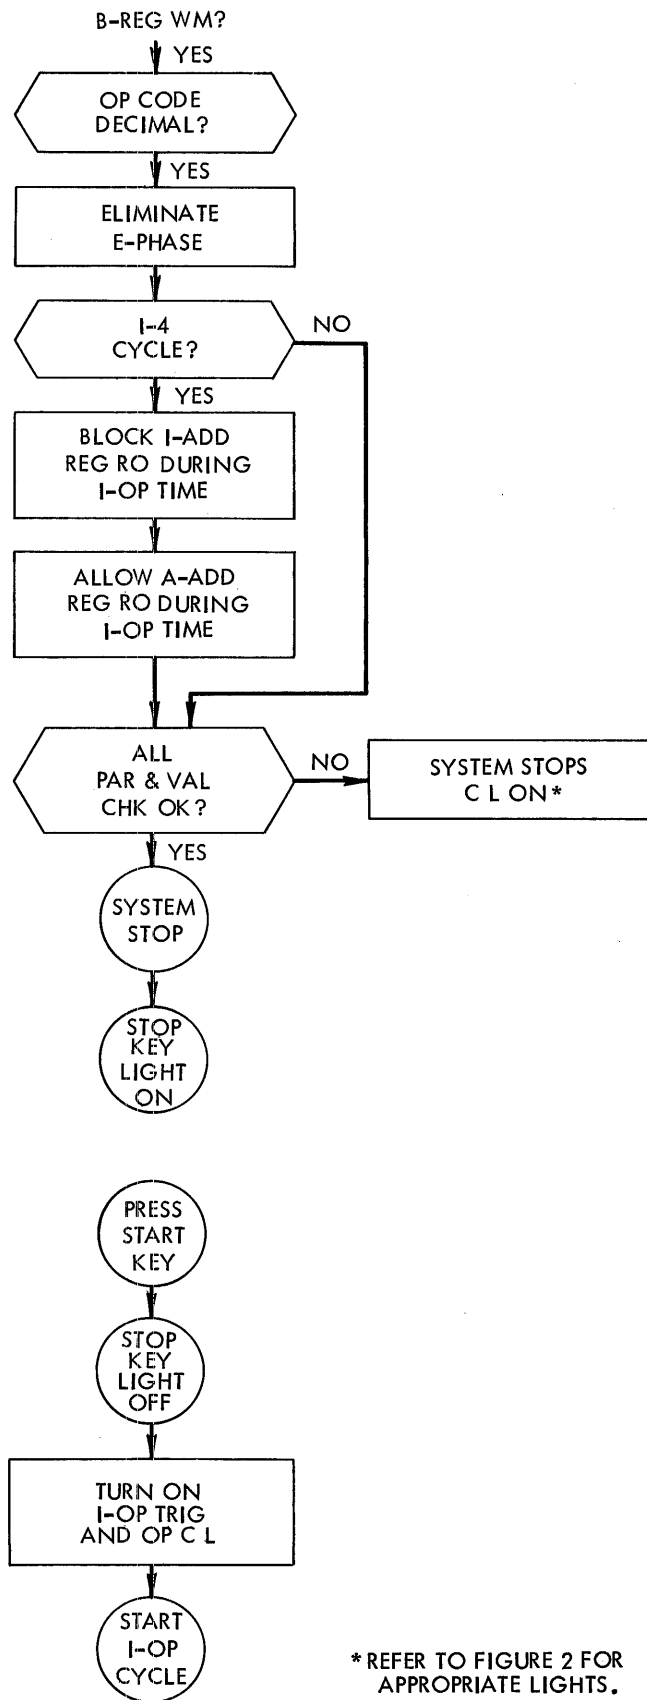 B-REG WM?
YES
OP CODE
DECIMAL?
YES
ELIMINATE
E-PHASE
I-4
CYCLE?
NO
YES
BLOCK I-ADD
REG RO DURING
I-OP TIME
ALLOW A-ADD
REG RO DURING
I-OP TIME
ALL
PAR & VAL
CHK OK?
NO
SYSTEM STOPS
C L ON*
YES
SYSTEM
STOP
STOP
KEY
LIGHT
ON
PRESS
START
KEY
STOP
KEY
LIGHT
OFF
TURN ON
I-OP TRIG
AND OP C L
START
I-OP
CYCLE
*REFER TO FIGURE 2 FOR
APPROPRIATE LIGHTS.